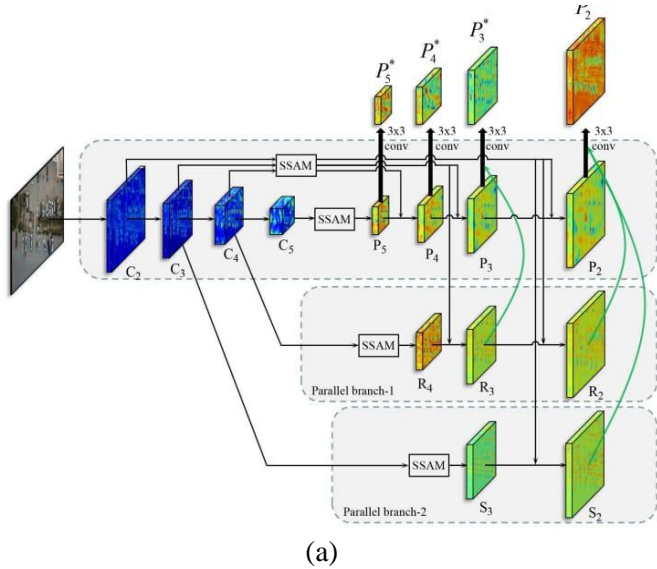 P₅* P₄* P₃* P₂
3x3 conv 3x3 conv 3x3 conv 3x3 conv
SSAM
C₂ C₃ C₄ C₅ SSAM P₅ P₄ P₃ P₂
SSAM R₄ R₃ R₂
Parallel branch-1
SSAM S₃ S₂
Parallel branch-2
(a)